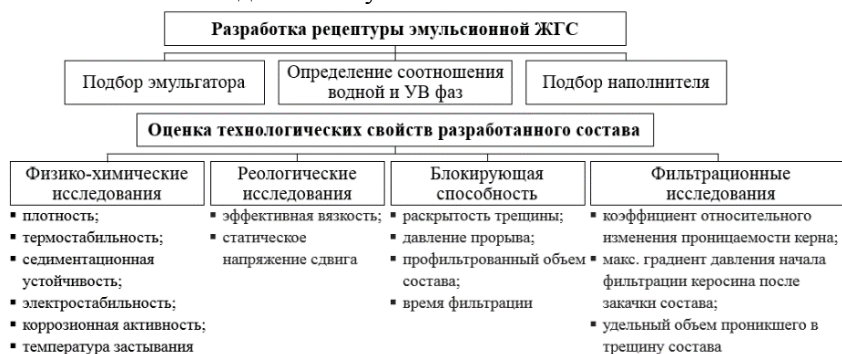 Разработка рецептуры эмульсионной ЖГС
Подбор эмульгатора
Определение соотношения
водной и УВ фаз
Подбор наполнителя
Оценка технологических свойств разработанного состава
Физико-химические
исследования
▪ плотность;
▪ термостабильность;
▪ седиментационная
устойчивость;
▪ электростабильность;
▪ коррозионная активность;
▪ температура застывания
Реологические
исследования
▪ эффективная вязкость;
▪ статическое
напряжение сдвига
Блокирующая
способность
▪ раскрытость трещины;
▪ давление прорыва;
▪ профильтрованный объем
состава;
▪ время фильтрации
Фильтрационные
исследования
▪ коэффициент относительного
изменения проницаемости керна;
▪ макс. градиент давления начала
фильтрации керосина после
закачки состава;
▪ удельный объем проникшего в
трещину состава